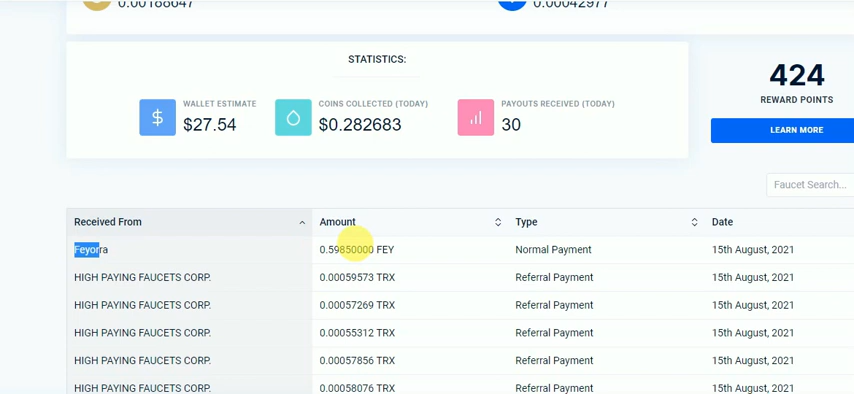 0.00188647 0.00042977
STATISTICS:
WALLET ESTIMATE COINS COLLECTED (TODAY) PAYOUTS RECEIVED (TODAY)
$27.54 $0.282683 30
424
REWARD POINTS
LEARN MORE
Faucet Search...
Received From Amount Type Date
Feyorra 0.59850000 FEY Normal Payment 15th August, 2021
HIGH PAYING FAUCETS CORP. 0.00059573 TRX Referral Payment 15th August, 2021
HIGH PAYING FAUCETS CORP. 0.00057269 TRX Referral Payment 15th August, 2021
HIGH PAYING FAUCETS CORP. 0.00055312 TRX Referral Payment 15th August, 2021
HIGH PAYING FAUCETS CORP. 0.00057856 TRX Referral Payment 15th August, 2021
HIGH PAYING FAUCETS CORP. 0.00058076 TRX Referral Payment 15th August, 2021